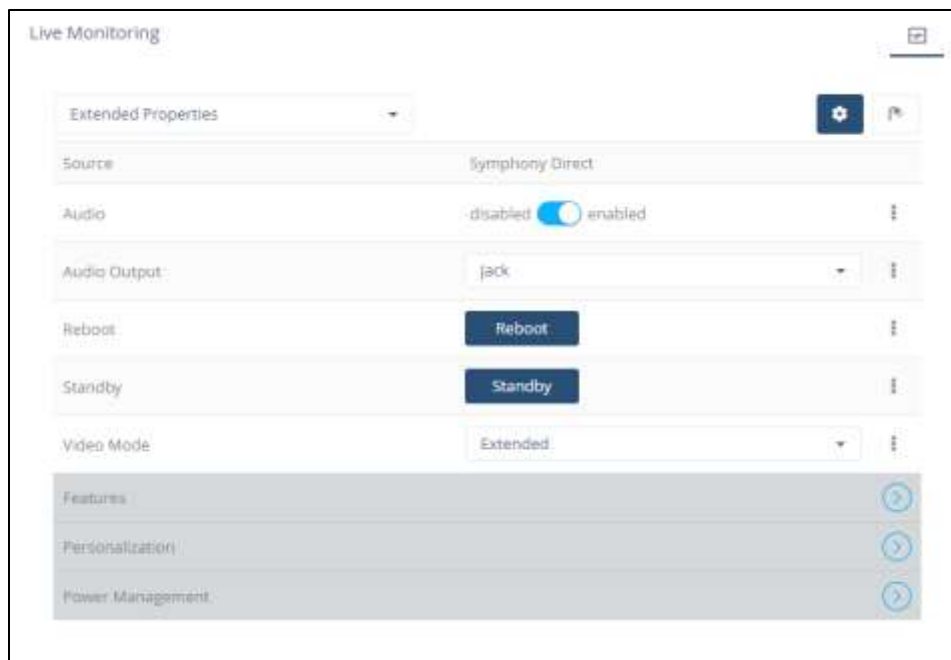 Live Monitoring
Extended Properties
Source Symphony Direct
Audio disabled enabled
Audio Output Jack
Reboot Reboot
Standby Standby
Video Mode Extended
Features
Personalization
Power Management